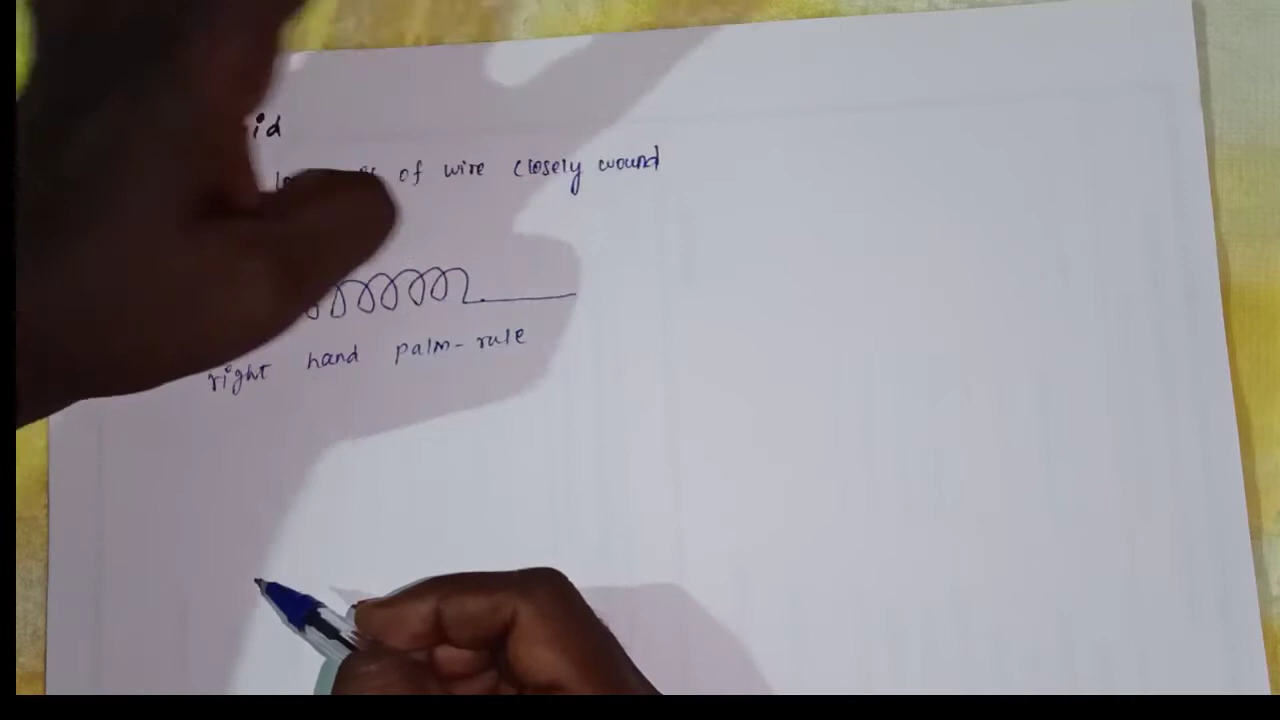 id
of wire closely wound
right hand palm-rule